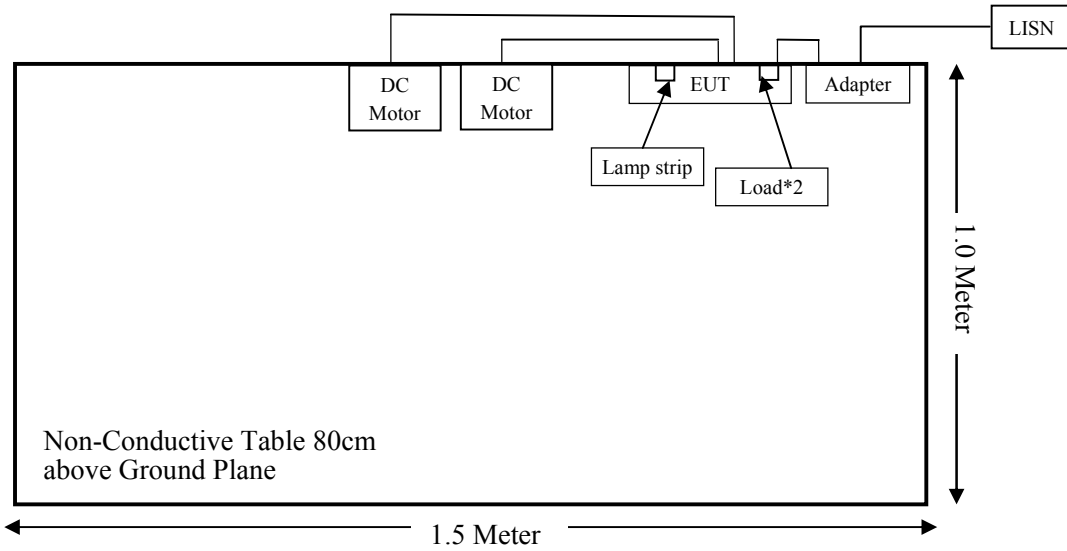 LISN
DC
Motor
DC
Motor
EUT
Adapter
Lamp strip
Load*2
1.0 Meter
Non-Conductive Table 80cm
above Ground Plane
1.5 Meter